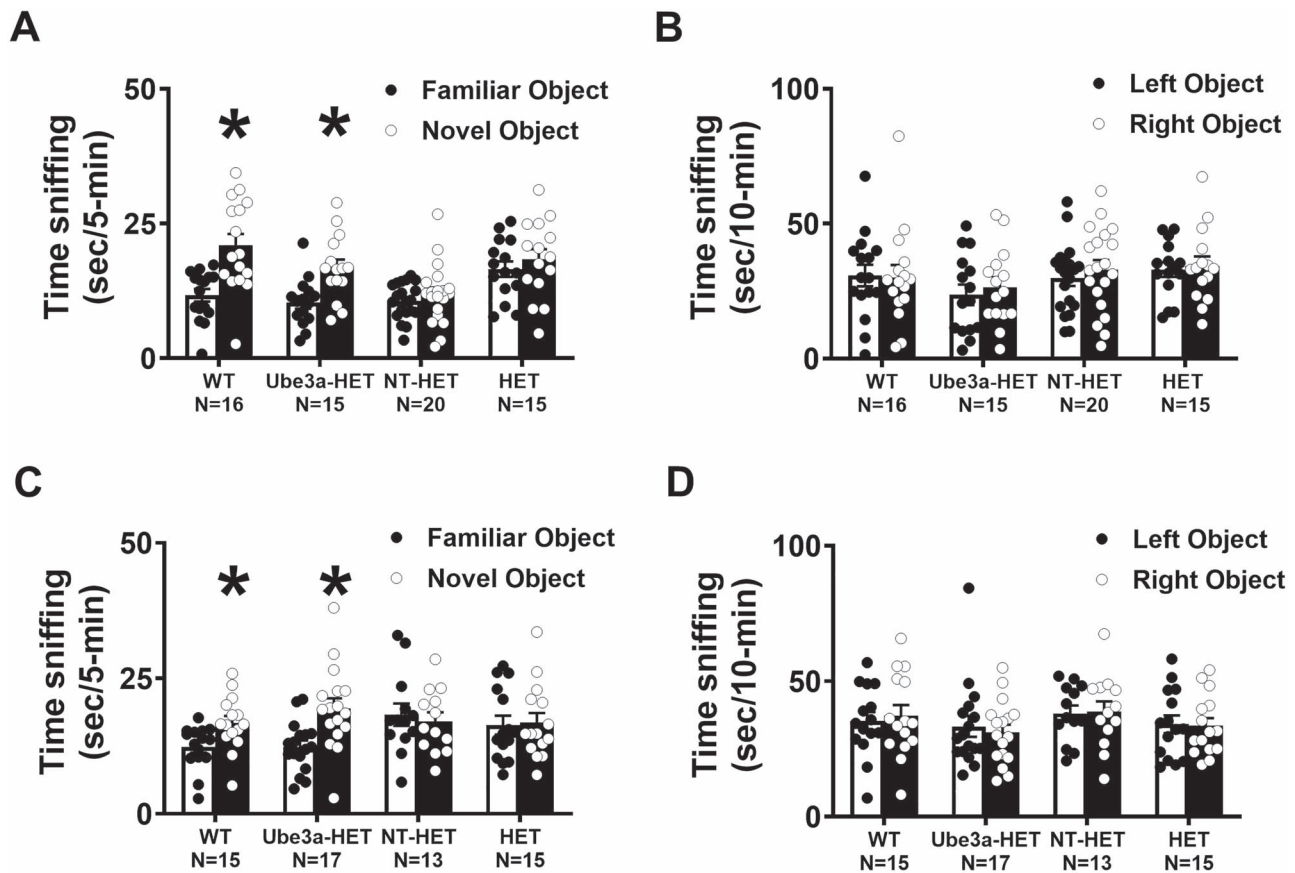 A
Time sniffing
(sec/5-min)
50
25
0
Familiar Object
Novel Object
*
*
WT
N=16
Ube3a-HET
N=15
NT-HET
N=20
HET
N=15
B
Time sniffing
(sec/10-min)
100
50
0
Left Object
Right Object
WT
N=16
Ube3a-HET
N=15
NT-HET
N=20
HET
N=15
C
Time sniffing
(sec/5-min)
50
25
0
Familiar Object
Novel Object
*
*
WT
N=15
Ube3a-HET
N=17
NT-HET
N=13
HET
N=15
D
Time sniffing
(sec/10-min)
100
50
0
Left Object
Right Object
WT
N=15
Ube3a-HET
N=17
NT-HET
N=13
HET
N=15